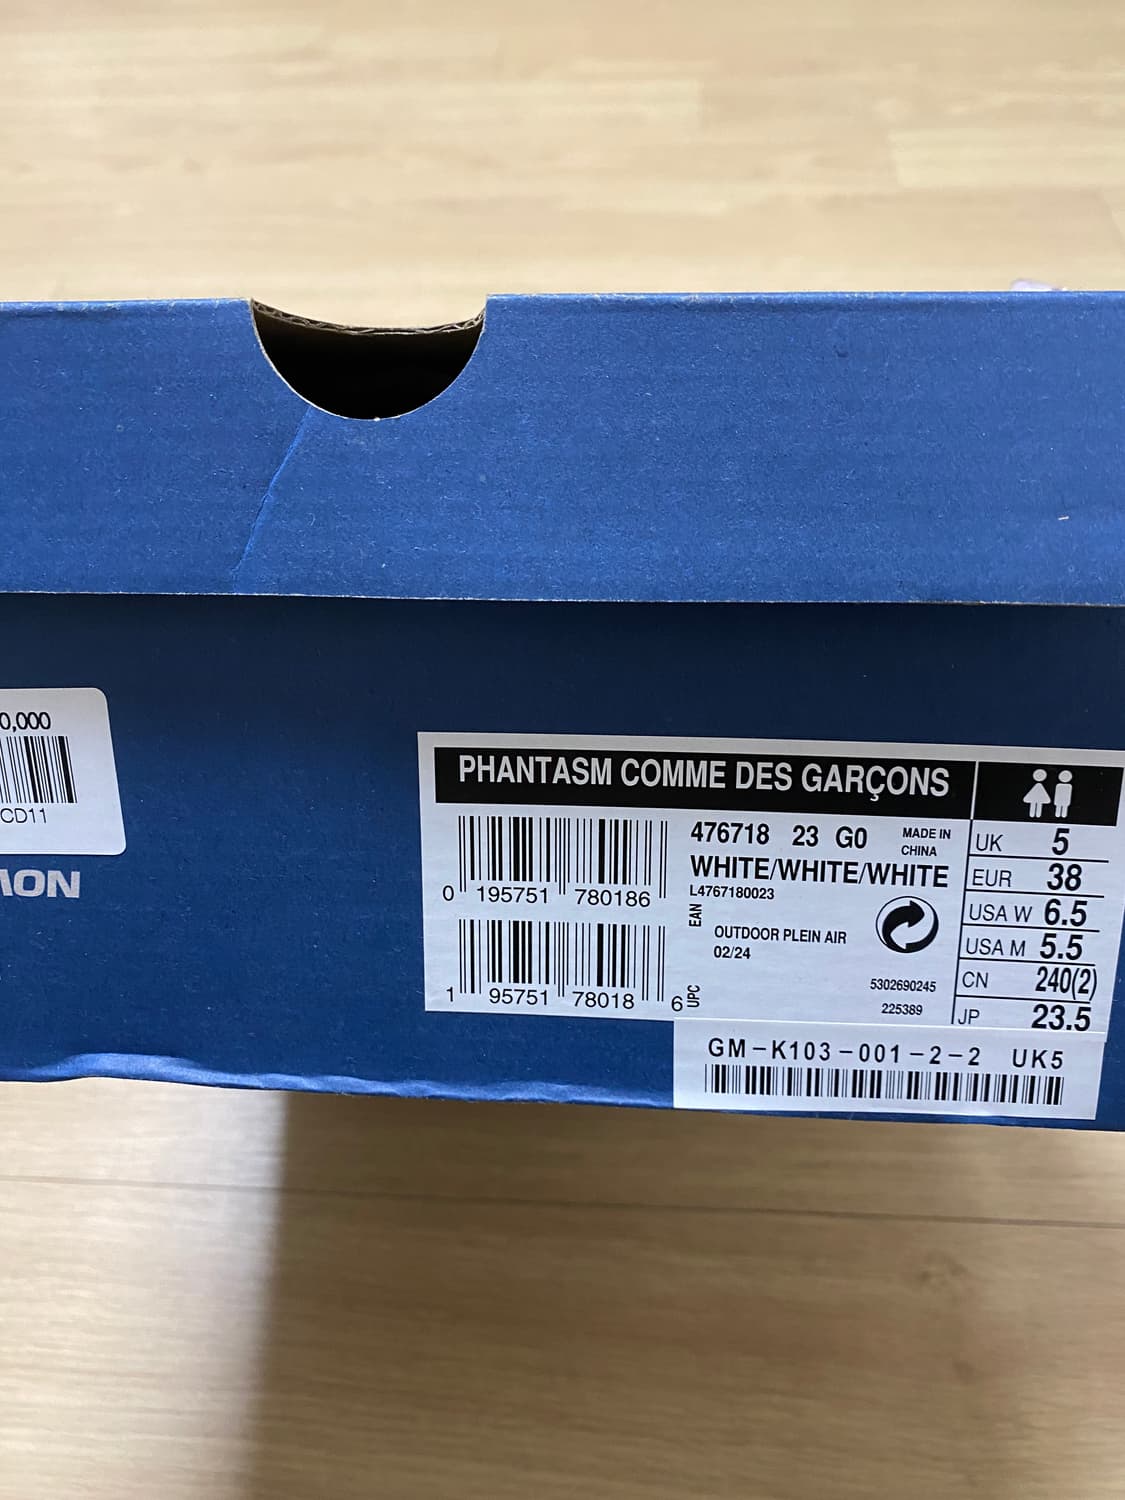 0,000
CD11
MON
PHANTASM COMME DES GARÇONS
476718 23 G0
MADE IN
CHINA
WHITE/WHITE/WHITE
L4767180023
0 195751 780186
EAN
OUTDOOR PLEIN AIR
02/24
1 95751 78018 6
UPC
5302690245
225389
UK 5
EUR 38
USA W 6.5
USA M 5.5
CN 240(2)
JP 23.5
GM-K103-001-2-2 UK5